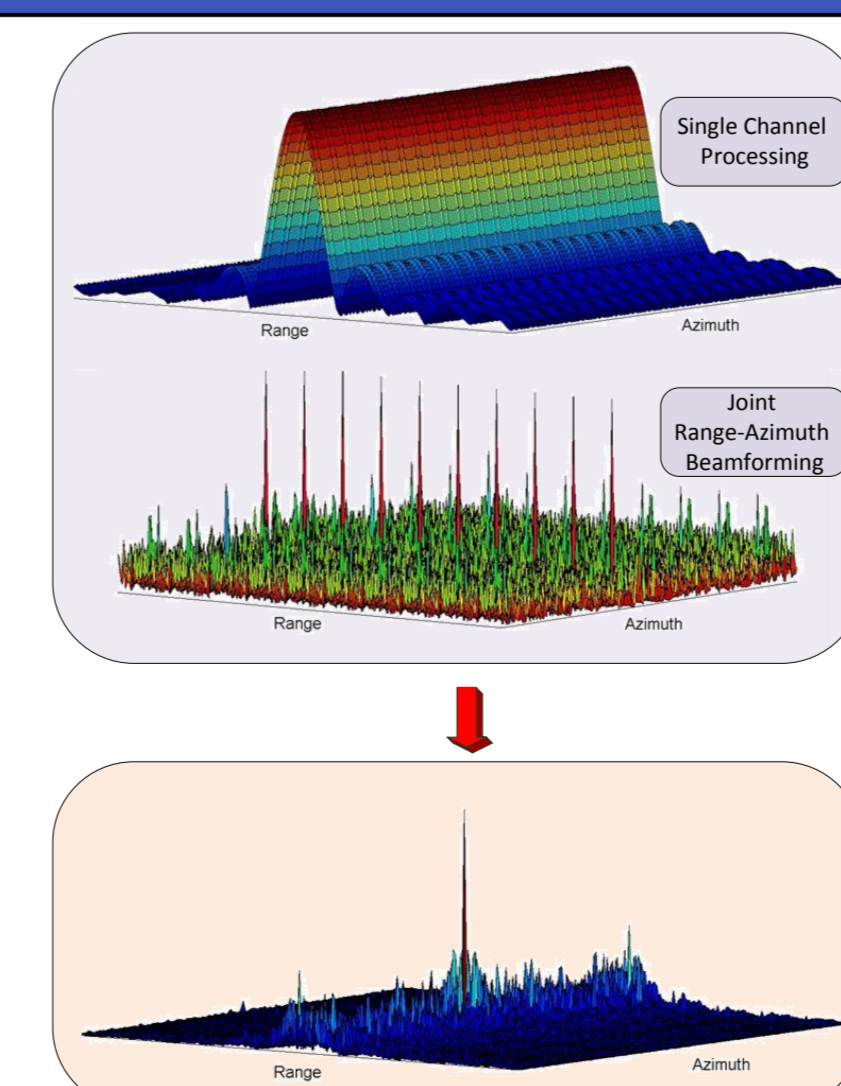 Single Channel
Processing
Range
Azimuth
Joint
Range-Azimuth
Beamforming
Range
Azimuth
Range
Azimuth